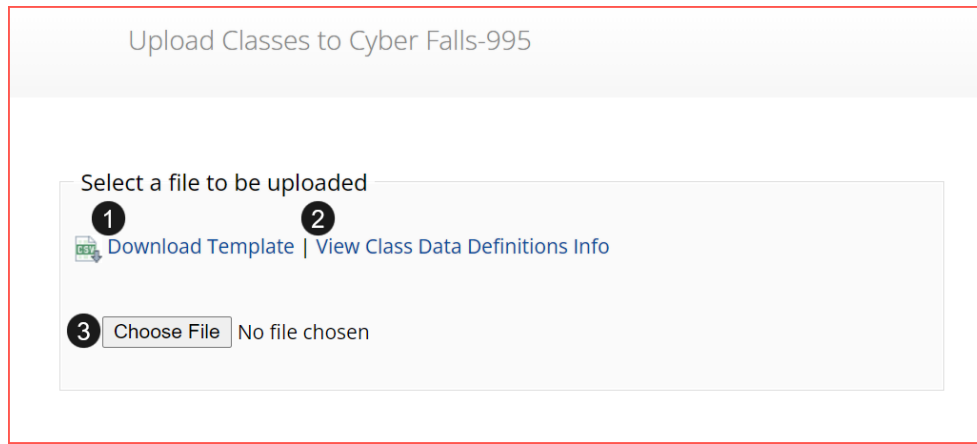 Upload Classes to Cyber Falls-995
Select a file to be uploaded
1 2
CSV Download Template | View Class Data Definitions Info
3 Choose File No file chosen